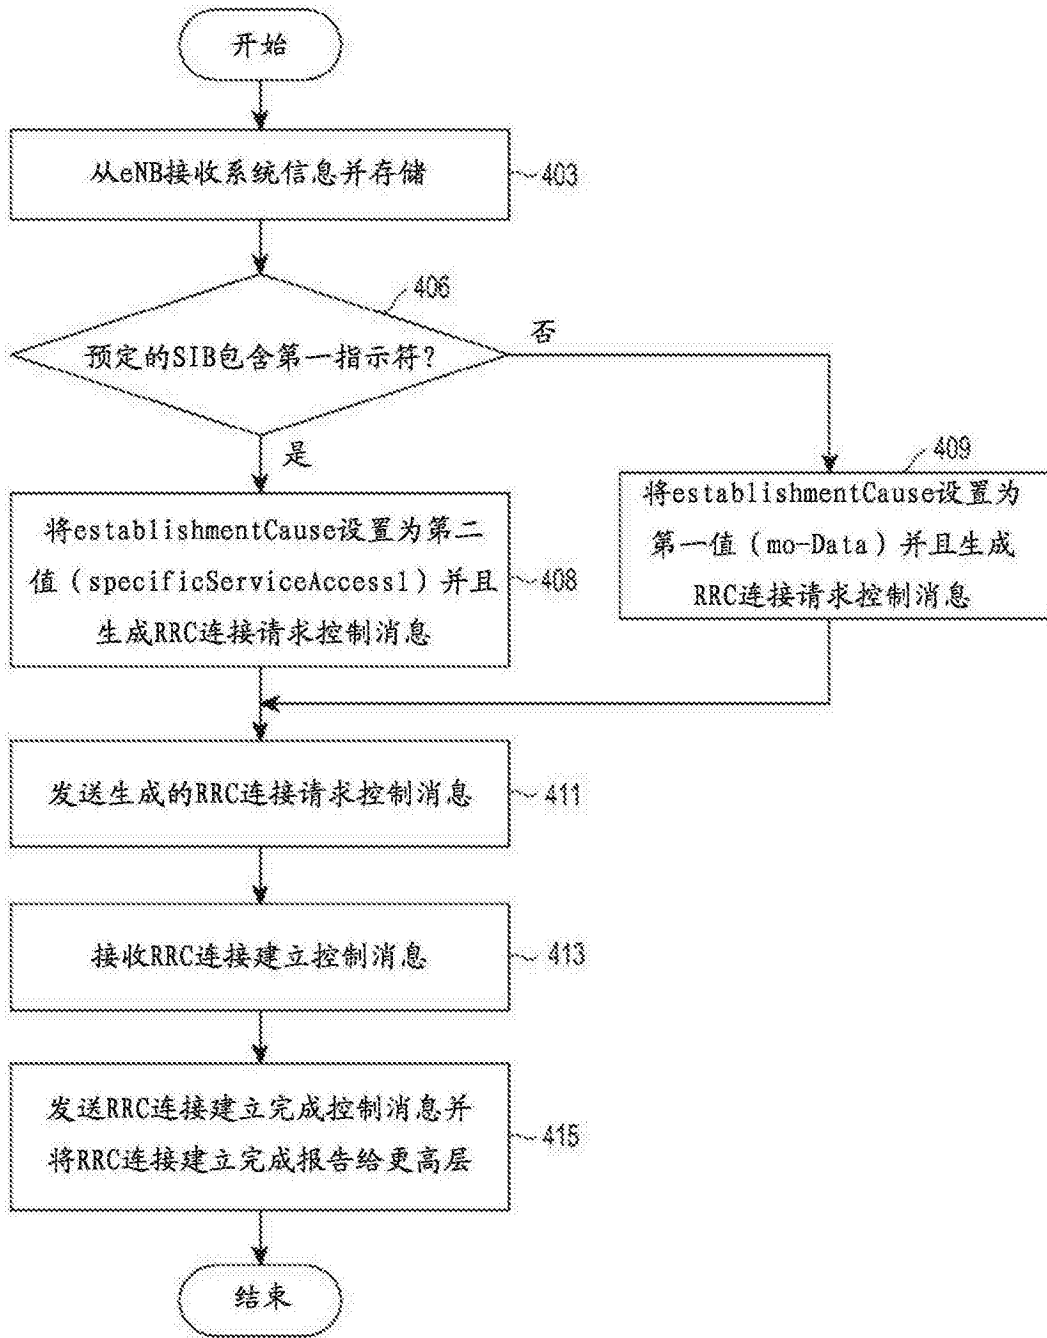 开始
从eNB接收系统信息并存储
403
406
预定的SIB包含第一指示符?
否
是
409
将establishmentCause设置为
第一值(mo-Data)并且生成
RRC连接请求控制消息
将establishmentCause设置为第二
值(specificServiceAccess1)并且
生成RRC连接请求控制消息
408
发送生成的RRC连接请求控制消息
411
接收RRC连接建立控制消息
413
发送RRC连接建立完成控制消息并
将RRC连接建立完成报告给更高层
415
结束